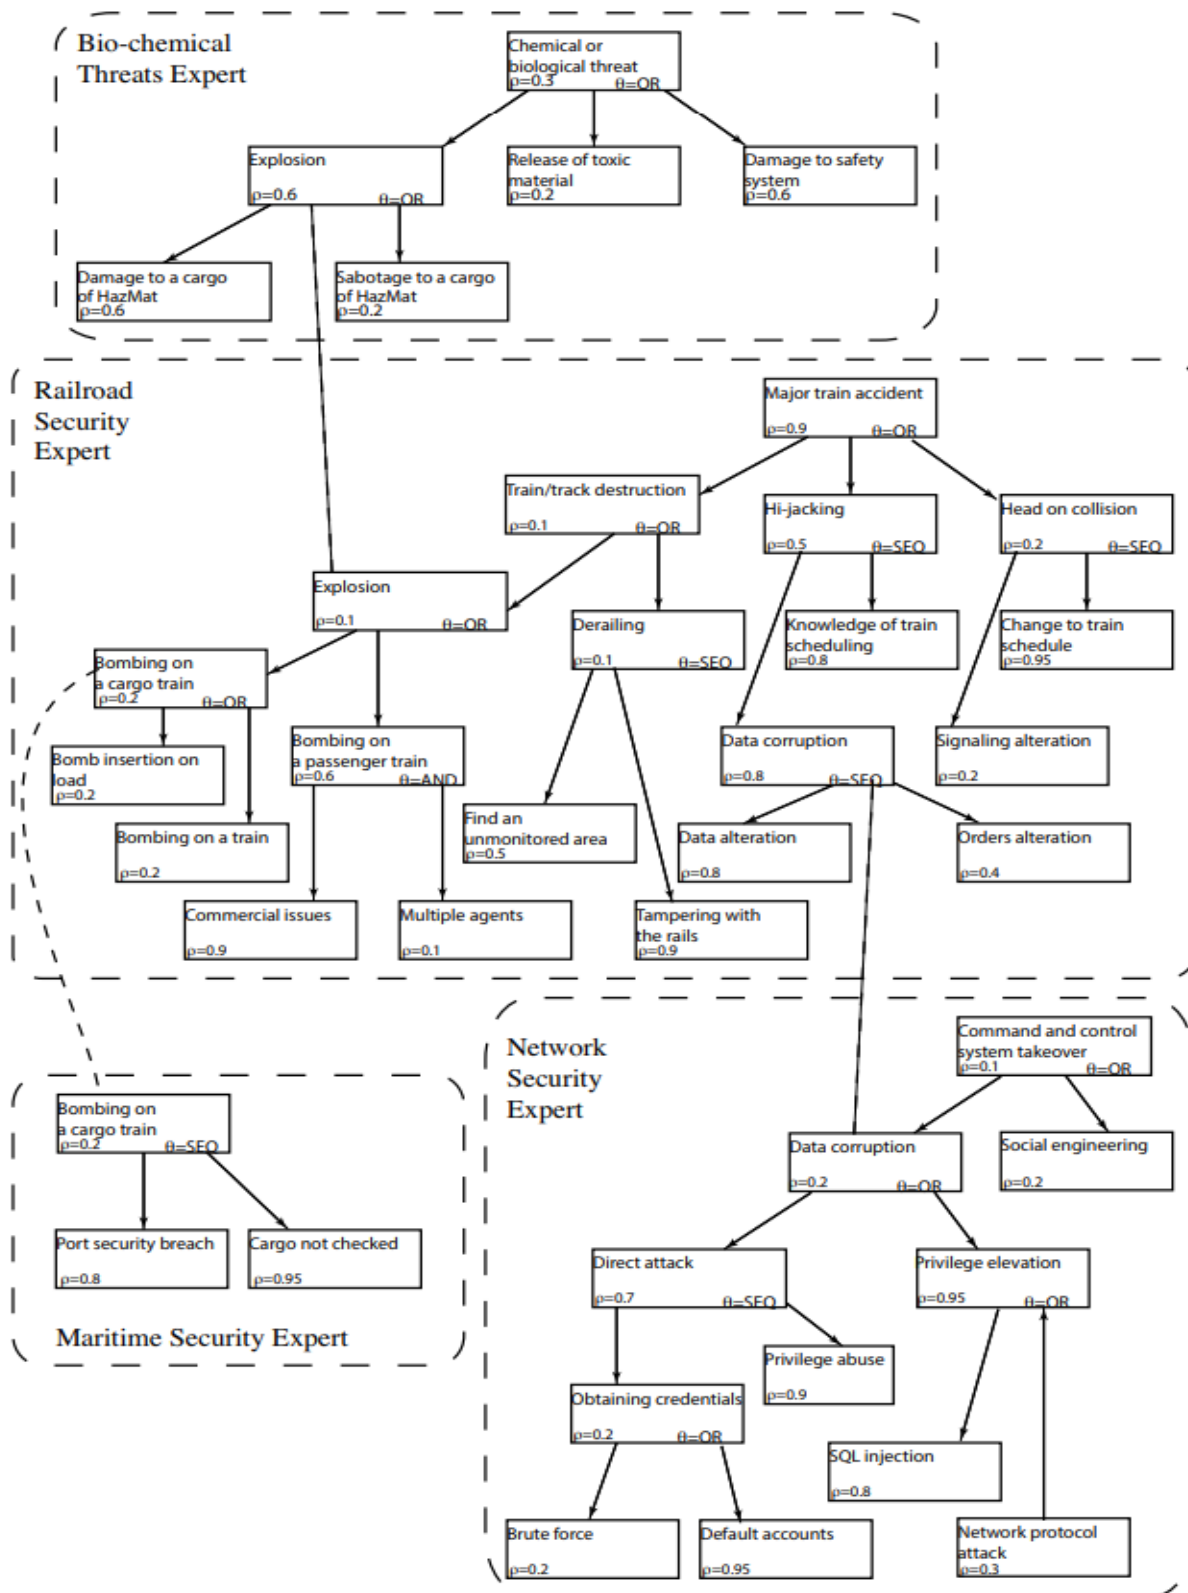 Bio-chemical
Threats Expert
Chemical or
biological threat
ρ=0.3 θ=OR
Explosion
ρ=0.6 θ=OR
Release of toxic
material
ρ=0.2
Damage to safety
system
ρ=0.6
Damage to a cargo
of HazMat
ρ=0.6
Sabotage to a cargo
of HazMat
ρ=0.2
Railroad
Security
Expert
Major train accident
ρ=0.9 θ=OR
Train/track destruction
ρ=0.1 θ=OR
Hi-jacking
ρ=0.5 θ=SEQ
Head on collision
ρ=0.2 θ=SEQ
Explosion
ρ=0.1 θ=OR
Derailing
ρ=0.1 θ=SEQ
Knowledge of train
scheduling
ρ=0.8
Change to train
schedule
ρ=0.95
Bombing on
a cargo train
ρ=0.2 θ=OR
Bombing on
a passenger train
ρ=0.6 θ=AND
Data corruption
ρ=0.8 θ=SEQ
Signaling alteration
ρ=0.2
Bomb insertion on
load
ρ=0.2
Bombing on a train
ρ=0.2
Find an
unmonitored area
ρ=0.5
Data alteration
ρ=0.8
Orders alteration
ρ=0.4
Commercial issues
ρ=0.9
Multiple agents
ρ=0.1
Tampering with
the rails
ρ=0.9
Network
Security
Expert
Command and control
system takeover
ρ=0.1 θ=OR
Bombing on
a cargo train
ρ=0.2 θ=SEQ
Data corruption
ρ=0.2 θ=OR
Social engineering
ρ=0.2
Port security breach
ρ=0.8
Cargo not checked
ρ=0.95
Maritime Security Expert
Direct attack
ρ=0.7 θ=SEQ
Privilege elevation
ρ=0.95 θ=OR
Privilege abuse
ρ=0.9
Obtaining credentials
ρ=0.2 θ=OR
SQL injection
ρ=0.8
Brute force
ρ=0.2
Default accounts
ρ=0.95
Network protocol
attack
ρ=0.3